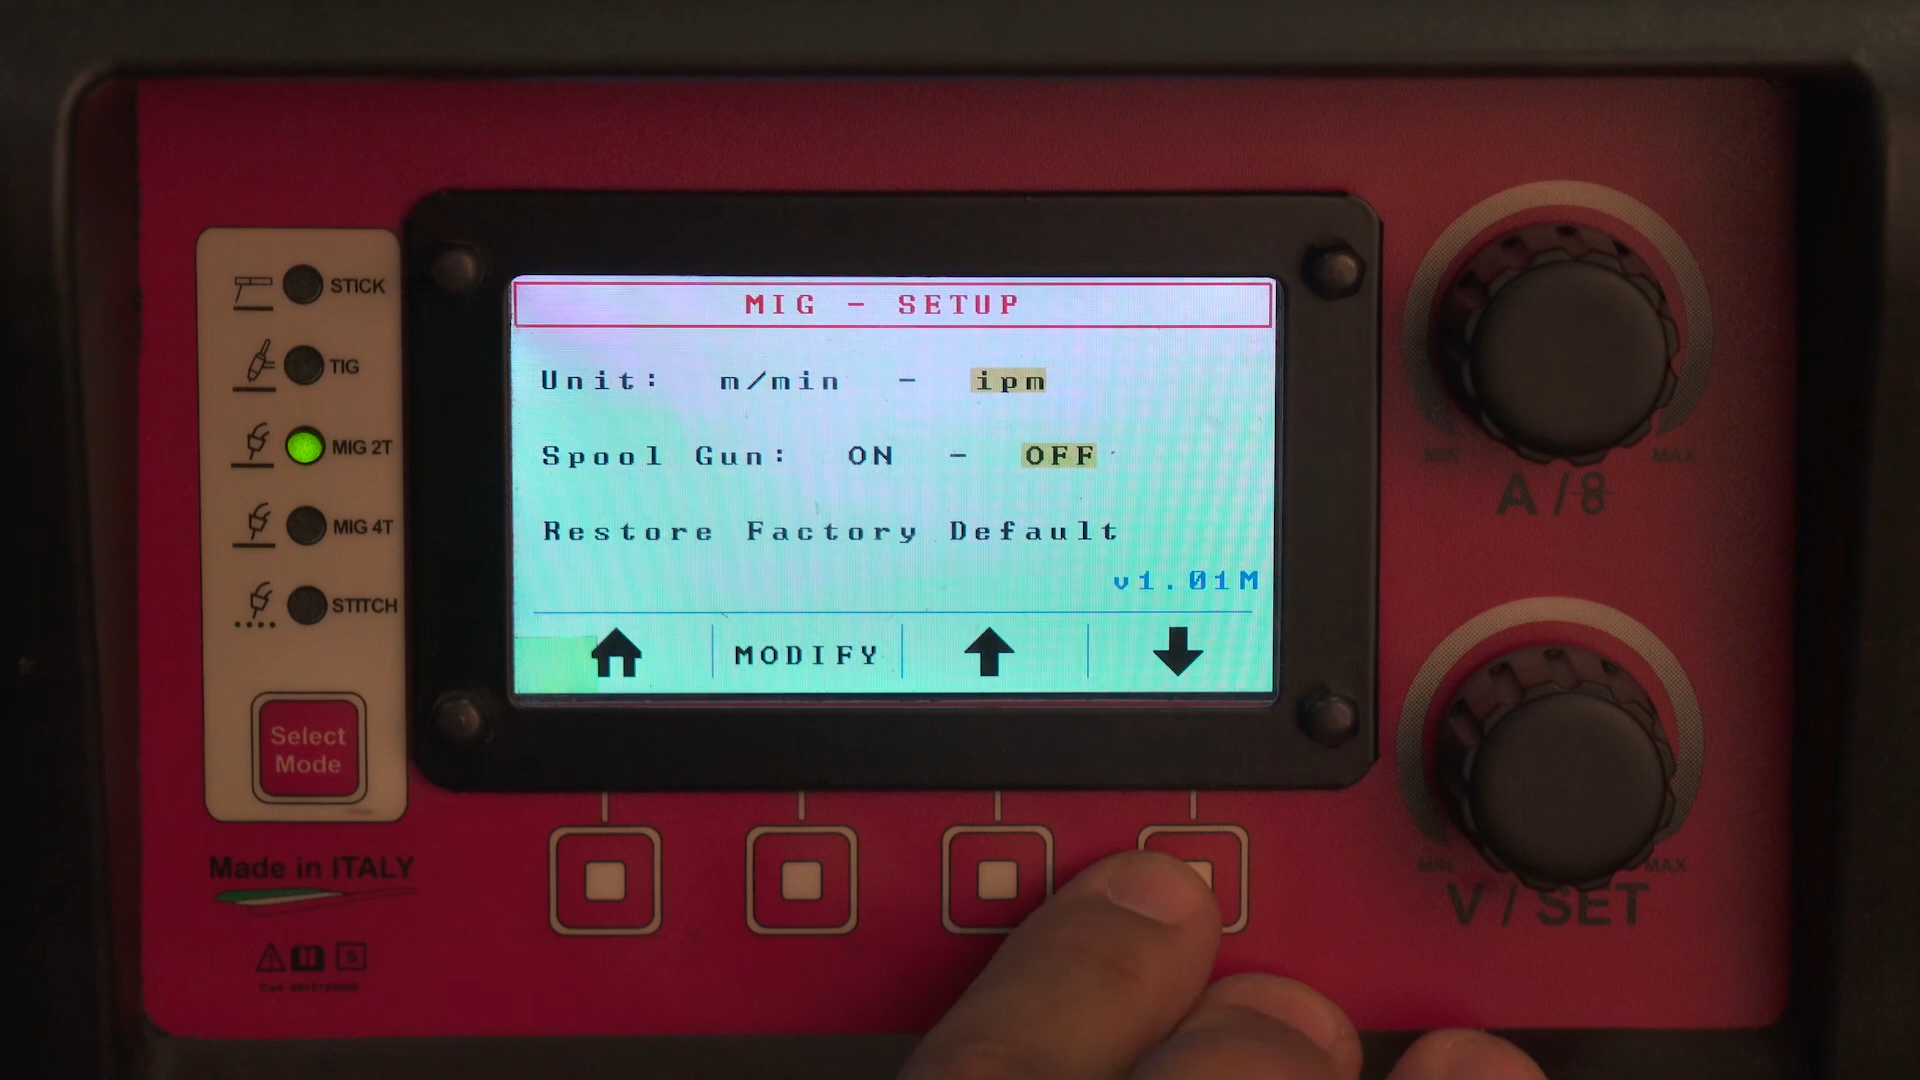 MIG - SETUP
Unit: m/min - ipm
Spool Gun: ON - OFF
Restore Factory Default
v1.01M
MODIFY
STICK
TIG
MIG 2T
MIG 4T
STITCH
Select
Mode
Made in ITALY
MIN
MAX
A /
MIN
MAX
V / SET